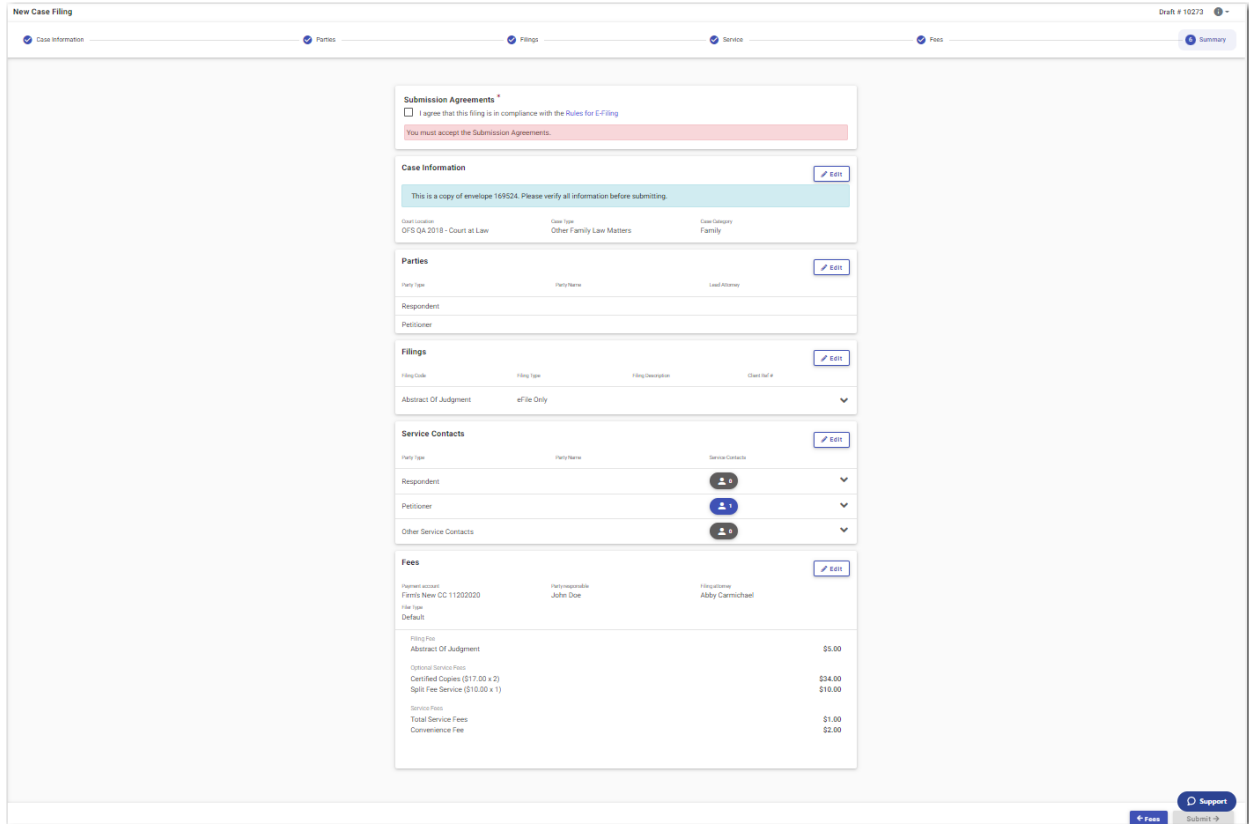 New Case Filing
Draft # 10273
Case Information
Parties
Filings
Service
Fees
6 Summary
Submission Agreements *
I agree that this filing is in compliance with the Rules for E-Filing
You must accept the Submission Agreements.
Case Information
Edit
This is a copy of envelope 169524. Please verify all information before submitting.
Court Location Case Type Case Category
OFS QA 2018 - Court at Law Other Family Law Matters Family
Parties
Edit
Party Type Party Name Lead Attorney
Respondent
Petitioner
Filings
Edit
Filing Code Filing Type Filing Description Client Ref #
Abstract Of Judgment eFile Only
Service Contacts
Edit
Party Type Party Name Service Contacts
Respondent 0
Petitioner 1
Other Service Contacts 0
Fees
Edit
Payment account Party responsible Filing attorney
Firm's New CC 11202020 John Doe Abby Carmichael
Filer Type
Default
Filing Fee
Abstract Of Judgment $5.00
Optional Service Fees
Certified Copies ($17.00 x 2) $34.00
Split Fee Service ($10.00 x 1) $10.00
Service Fees
Total Service Fees $1.00
Convenience Fee $2.00
Support
Fees
Submit